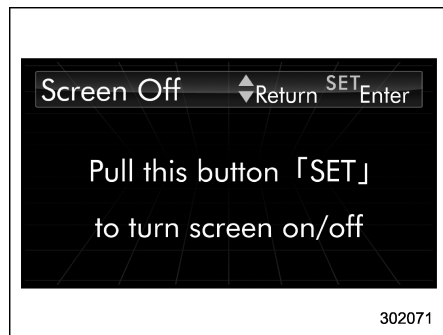 Screen Off Return SET Enter
Pull this button「SET」
to turn screen on/off
302071